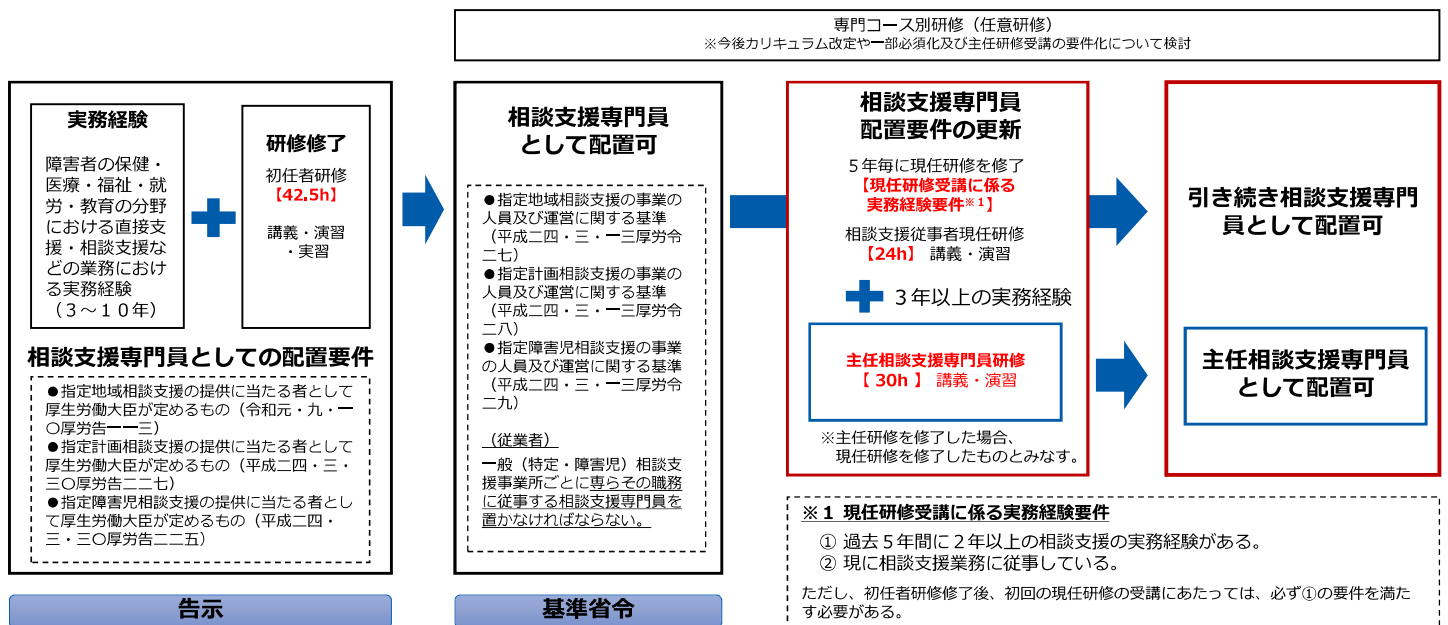 専門コース別研修（任意研修）
※今後カリキュラム改定や一部必須化及び主任研修受講の要件化について検討
実務経験
障害者の保健・
医療・福祉・就
労・教育の分野
における直接支
援・相談支援な
どの業務におけ
る実務経験
（３～１０年）
研修修了
初任者研修
【42.5h】
講義・演習
・実習
相談支援専門員としての配置要件
●指定地域相談支援の提供に当たる者として
厚生労働大臣が定めるもの（令和元・九・一
〇厚労告一一三）
●指定計画相談支援の提供に当たる者として
厚生労働大臣が定めるもの（平成二四・三・
三〇厚労告二二七）
●指定障害児相談支援の提供に当たる者とし
て厚生労働大臣が定めるもの（平成二四・
三・三〇厚労告二二五）
告示
相談支援専門員
として配置可
●指定地域相談支援の事業の
人員及び運営に関する基準
（平成二四・三・一三厚労令
二七）
●指定計画相談支援の事業の
人員及び運営に関する基準
（平成二四・三・一三厚労令
二八）
●指定障害児相談支援の事業
の人員及び運営に関する基準
（平成二四・三・一三厚労令
二九）
（従業者）
一般（特定・障害児）相談支
援事業所ごとに専らその職務
に従事する相談支援専門員を
置かなければならない。
基準省令
相談支援専門員
配置要件の更新
５年毎に現任研修を修了
【現任研修受講に係る
実務経験要件※１】
相談支援従事者現任研修
【24h】 講義・演習
３年以上の実務経験
主任相談支援専門員研修
【 30h 】 講義・演習
※主任研修を修了した場合、
現任研修を修了したものとみなす。
引き続き相談支援専門
員として配置可
主任相談支援専門員
として配置可
※１ 現任研修受講に係る実務経験要件
① 過去５年間に２年以上の相談支援の実務経験がある。
② 現に相談支援業務に従事している。
ただし、初任者研修修了後、初回の現任研修の受講にあたっては、必ず①の要件を満た
す必要がある。